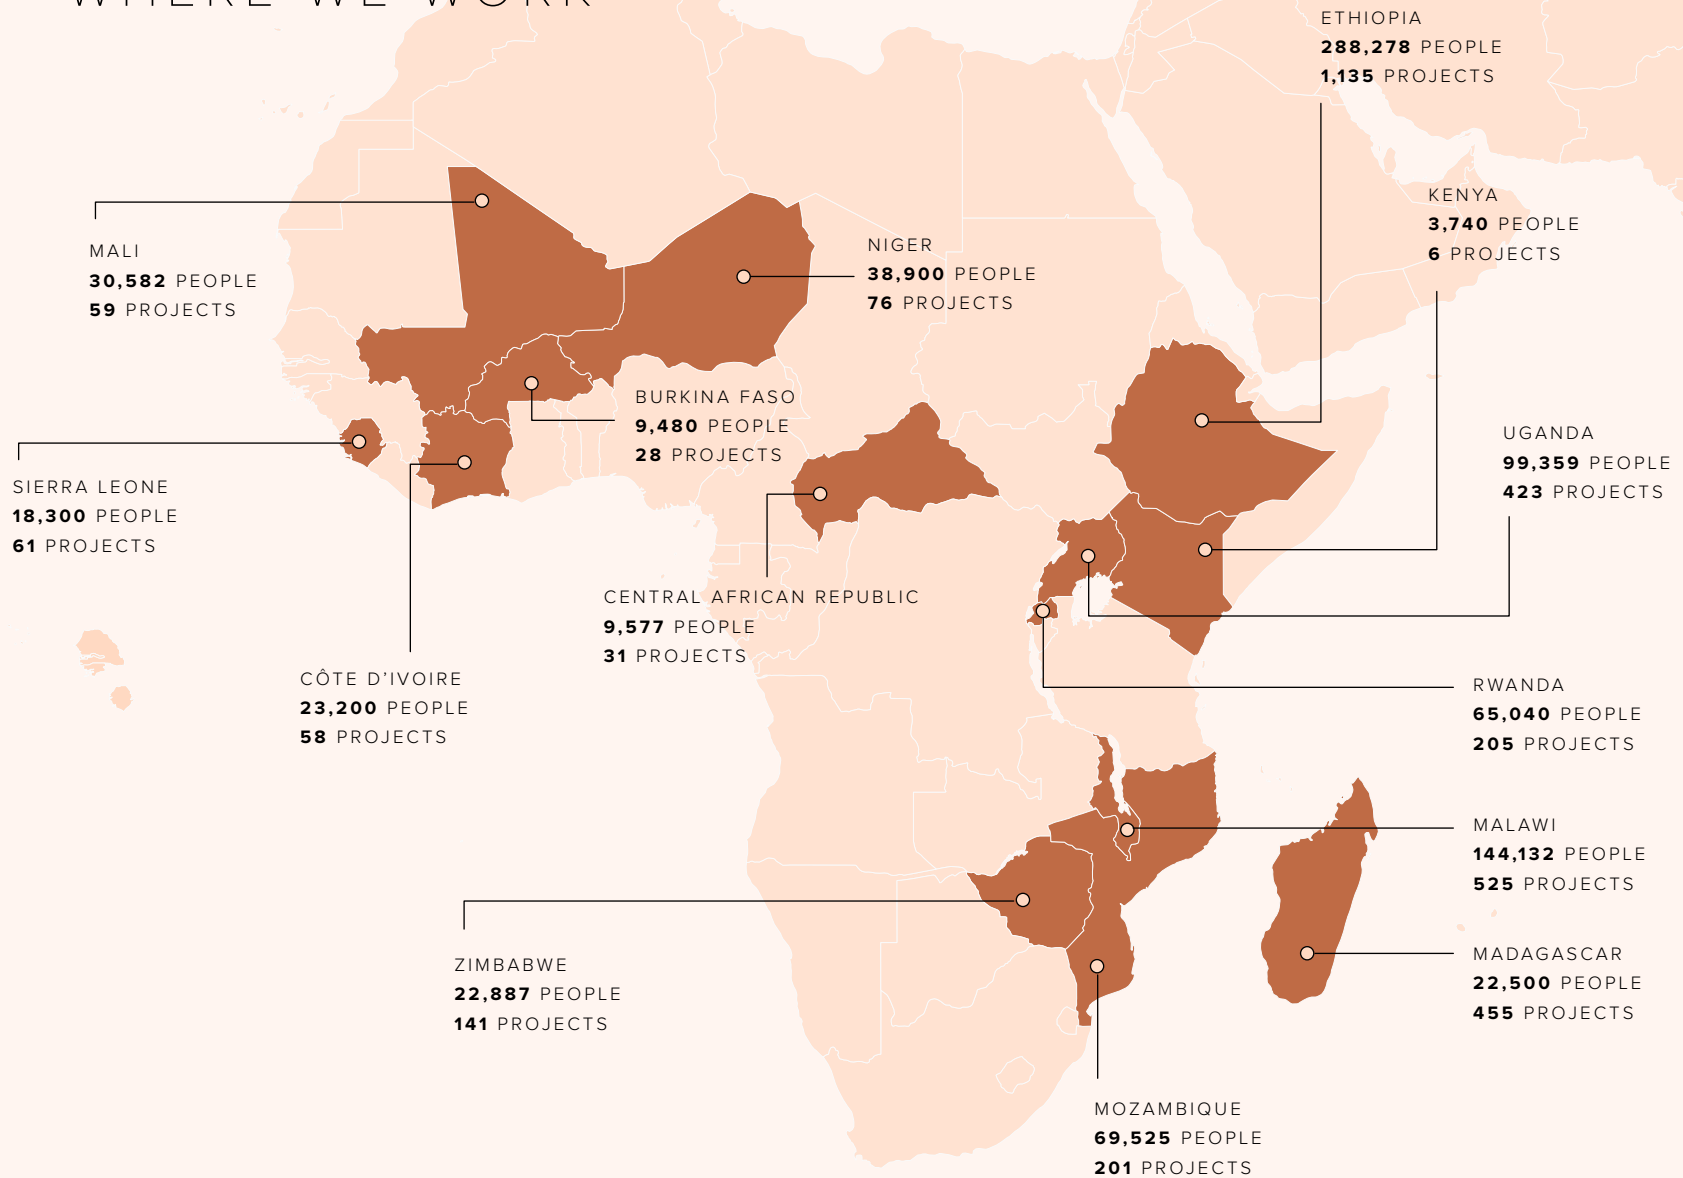 WHERE WE WORK
ETHIOPIA
288,278 PEOPLE
1,135 PROJECTS
KENYA
3,740 PEOPLE
6 PROJECTS
MALI
30,582 PEOPLE
59 PROJECTS
NIGER
38,900 PEOPLE
76 PROJECTS
BURKINA FASO
9,480 PEOPLE
28 PROJECTS
UGANDA
99,359 PEOPLE
423 PROJECTS
SIERRA LEONE
18,300 PEOPLE
61 PROJECTS
CENTRAL AFRICAN REPUBLIC
9,577 PEOPLE
31 PROJECTS
CÔTE D'IVOIRE
23,200 PEOPLE
58 PROJECTS
RWANDA
65,040 PEOPLE
205 PROJECTS
MALAWI
144,132 PEOPLE
525 PROJECTS
MADAGASCAR
22,500 PEOPLE
455 PROJECTS
ZIMBABWE
22,887 PEOPLE
141 PROJECTS
MOZAMBIQUE
69,525 PEOPLE
201 PROJECTS